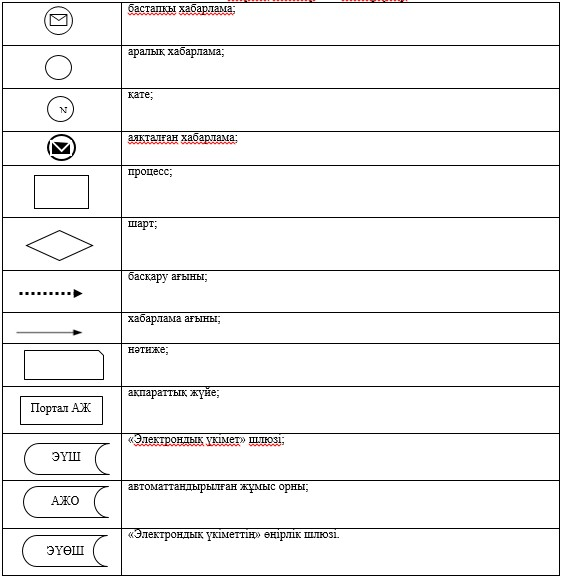 бастапқы хабарлама;
аралық хабарлама;
N
қате;
аяқталған хабарлама;
процесс;
шарт;
басқару ағыны;
хабарлама ағыны;
нәтиже;
Портал АЖ
ақпараттық жүйе;
ЭҮШ
«Электрондық үкімет» шлюзі;
АЖО
автоматтандырылған жұмыс орны;
ЭҮӨШ
«Электрондық үкіметтің» өңірлік шлюзі.